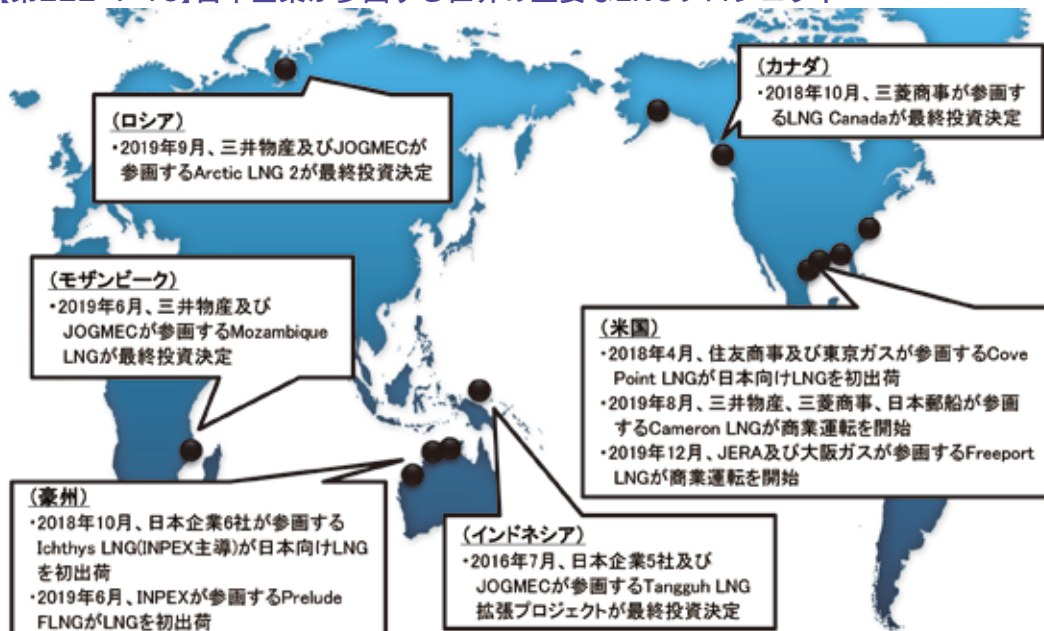 (ロシア)
・2019年9月、三井物産及びJOGMECが
参画するArctic LNG 2が最終投資決定
(カナダ)
・2018年10月、三菱商事が参画す
るLNG Canadaが最終投資決定
(モザンビーク)
・2019年6月、三井物産及び
JOGMECが参画するMozambique
LNGが最終投資決定
(米国)
・2018年4月、住友商事及び東京ガスが参画するCove
Point LNGが日本向けLNGを初出荷
・2019年8月、三井物産、三菱商事、日本郵船が参画
するCameron LNGが商業運転を開始
・2019年12月、JERA及び大阪ガスが参画するFreeport
LNGが商業運転を開始
(豪州)
・2018年10月、日本企業6社が参画する
Ichthys LNG(INPEX主導)が日本向けLNG
を初出荷
・2019年6月、INPEXが参画するPrelude
FLNGがLNGを初出荷
(インドネシア)
・2016年7月、日本企業5社及び
JOGMECが参画するTangguh LNG
拡張プロジェクトが最終投資決定